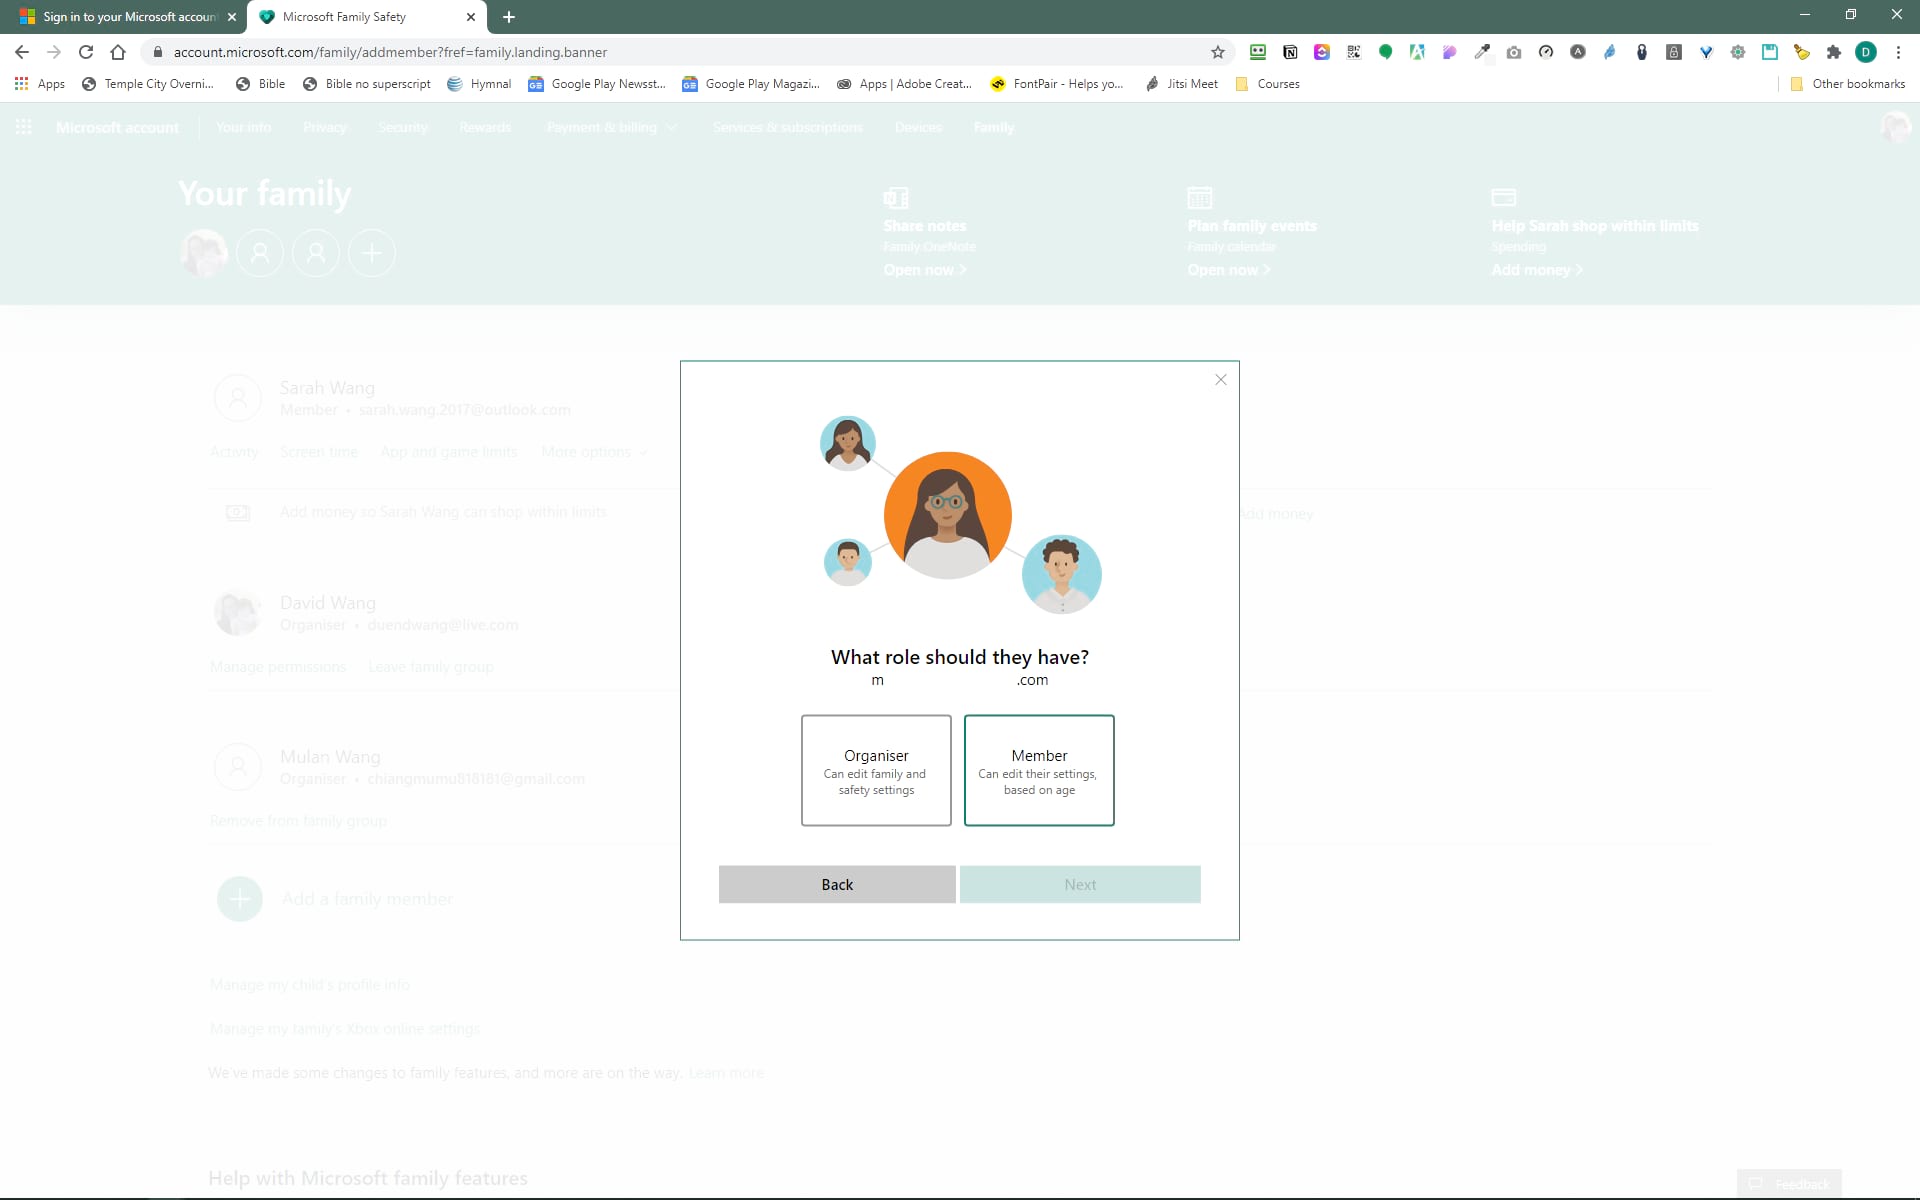 Sign in to your Microsoft account
Microsoft Family Safety
account.microsoft.com/family/addmember?fref=family.landing.banner
Apps
Temple City Overni...
Bible
Bible no superscript
Hymnal
Google Play Newsst...
Google Play Magazi...
Apps | Adobe Creat...
FontPair - Helps yo...
Jitsi Meet
Courses
Other bookmarks
Microsoft account
Your info
Privacy
Security
Rewards
Payment & billing
Services & subscriptions
Devices
Family
Your family
Share notes
Family OneNote
Open now
Plan family events
Family calendar
Open now
Help Sarah shop within limits
Spending
Add money
Sarah Wang
Member • sarah.wang.2017@outlook.com
Activity
Screen time
App and game limits
More options
Add money so Sarah Wang can shop within limits
Add money
David Wang
Organiser • duendwang@live.com
Manage permissions
Leave family group
Mulan Wang
Organiser • chiangmumu818181@gmail.com
Remove from family group
Add a family member
Manage my child's profile info
Manage my family's Xbox online settings
We've made some changes to family features, and more are on the way. Learn more
Help with Microsoft family features
Feedback
What role should they have?
m .com
Organiser
Can edit family and
safety settings
Member
Can edit their settings,
based on age
Back
Next